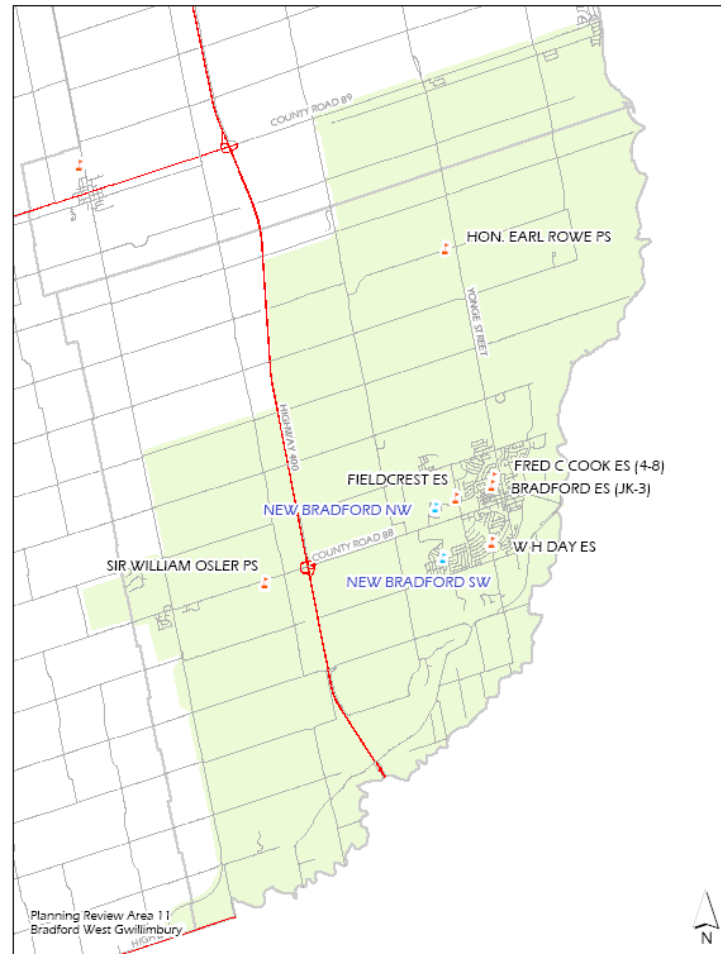 COUNTY ROAD 89
HON. EARL ROWE PS
YONGE STREET
HIGHWAY 400
FRED C COOK ES (4-8)
FIELDCREST ES
BRADFORD ES (JK-3)
NEW BRADFORD NW
COUNTY ROAD 88
W H DAY ES
SIR WILLIAM OSLER PS
NEW BRADFORD SW
Planning Review Area 11
Bradford West Gwillimbury
N